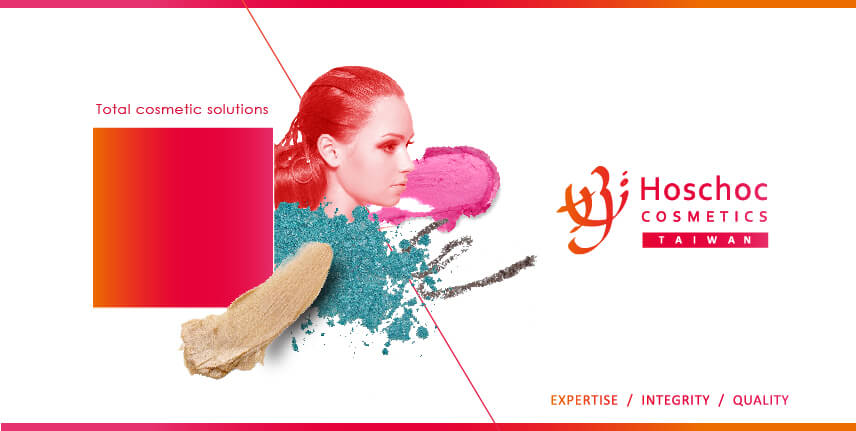 Total cosmetic solutions
Hoschoc
COSMETICS
TAIWAN
EXPERTISE / INTEGRITY / QUALITY